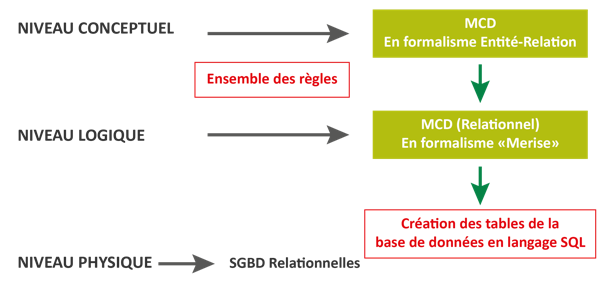 NIVEAU CONCEPTUEL
MCD
En formalisme Entité-Relation
Ensemble des règles
NIVEAU LOGIQUE
MCD (Relationnel)
En formalisme «Merise»
Création des tables de la
base de données en langage SQL
NIVEAU PHYSIQUE
SGBD Relationnelles